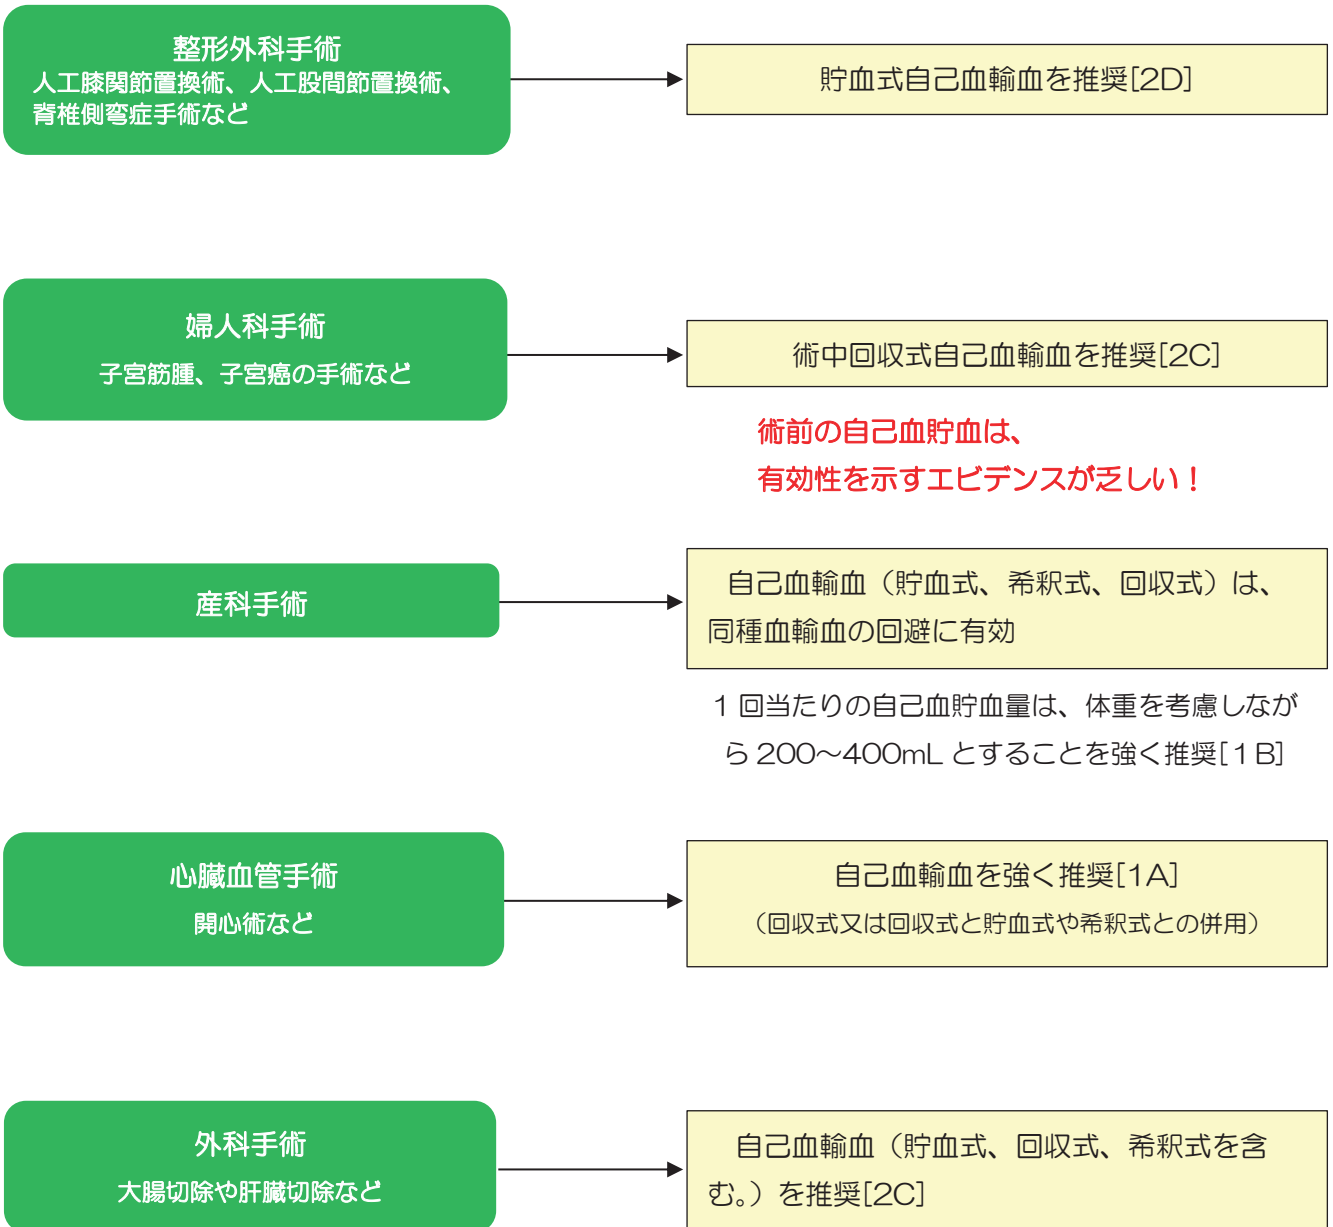 整形外科手術
人工膝関節置換術、人工股間節置換術、
脊椎側弯症手術など
貯血式自己血輸血を推奨[2D]
婦人科手術
子宮筋腫、子宮癌の手術など
術中回収式自己血輸血を推奨[2C]
術前の自己血貯血は、
有効性を示すエビデンスが乏しい！
産科手術
自己血輸血（貯血式、希釈式、回収式）は、
同種血輸血の回避に有効
1 回当たりの自己血貯血量は、体重を考慮しなが
ら 200～400mL とすることを強く推奨[1B]
心臓血管手術
開心術など
自己血輸血を強く推奨[1A]
（回収式又は回収式と貯血式や希釈式との併用）
外科手術
大腸切除や肝臓切除など
自己血輸血（貯血式、回収式、希釈式を含
む。）を推奨[2C]